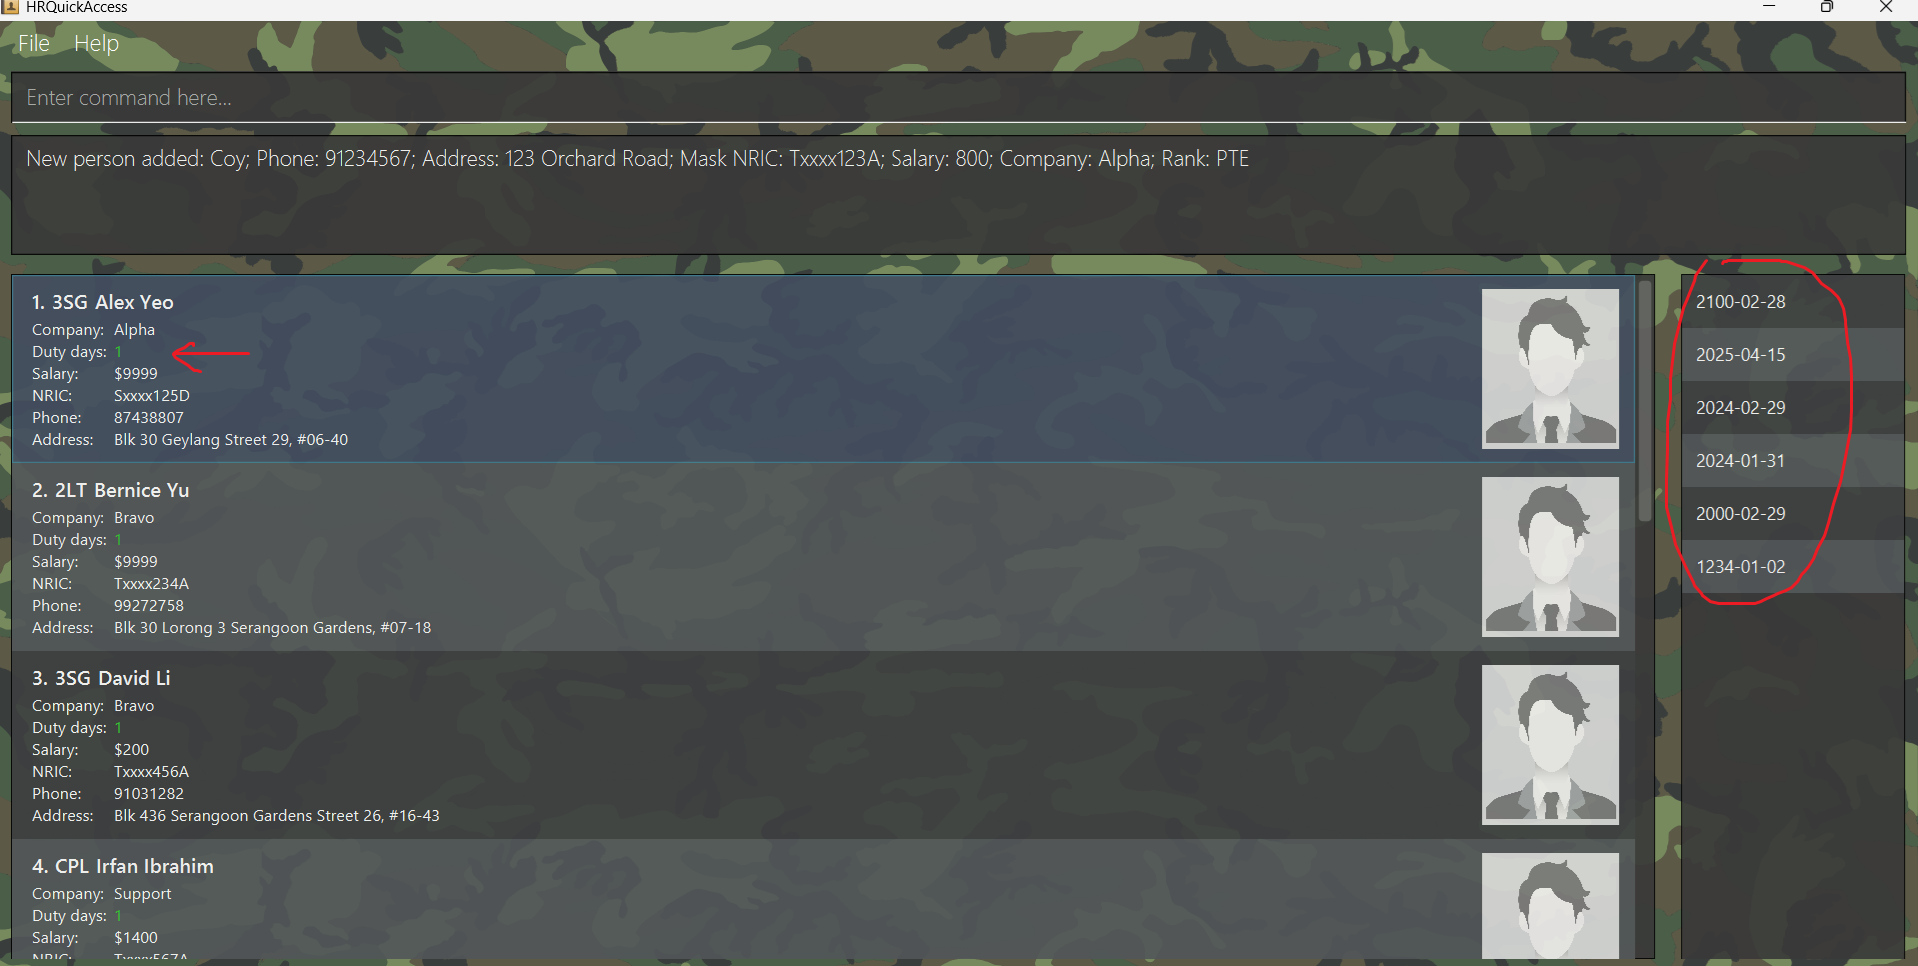 HRQuickAccess
File Help
Enter command here...
New person added: Coy; Phone: 91234567; Address: 123 Orchard Road; Mask NRIC: Txxxx123A; Salary: 800; Company: Alpha; Rank: PTE
1. 3SG Alex Yeo
Company: Alpha
Duty days: 1
Salary: $9999
NRIC: Sxxxx125D
Phone: 87438807
Address: Blk 30 Geylang Street 29, #06-40
2. 2LT Bernice Yu
Company: Bravo
Duty days: 1
Salary: $9999
NRIC: Txxxx234A
Phone: 99272758
Address: Blk 30 Lorong 3 Serangoon Gardens, #07-18
3. 3SG David Li
Company: Bravo
Duty days: 1
Salary: $200
NRIC: Txxxx456A
Phone: 91031282
Address: Blk 436 Serangoon Gardens Street 26, #16-43
4. CPL Irfan Ibrahim
Company: Support
Duty days: 1
Salary: $1400
NRIC: Txxxx567A
2100-02-28
2025-04-15
2024-02-29
2024-01-31
2000-02-29
1234-01-02